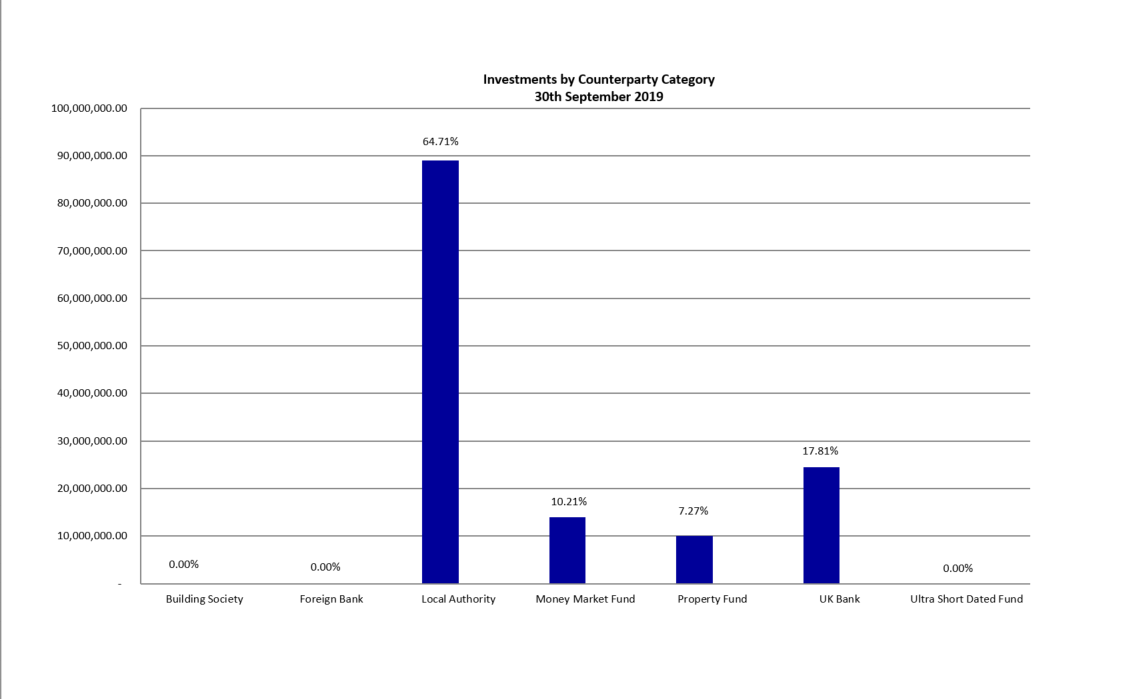 Investments by Counterparty Category
30th September 2019
100,000,000.00
90,000,000.00
80,000,000.00
70,000,000.00
60,000,000.00
50,000,000.00
40,000,000.00
30,000,000.00
20,000,000.00
10,000,000.00
-
0.00%
0.00%
64.71%
10.21%
7.27%
17.81%
0.00%
Building Society
Foreign Bank
Local Authority
Money Market Fund
Property Fund
UK Bank
Ultra Short Dated Fund